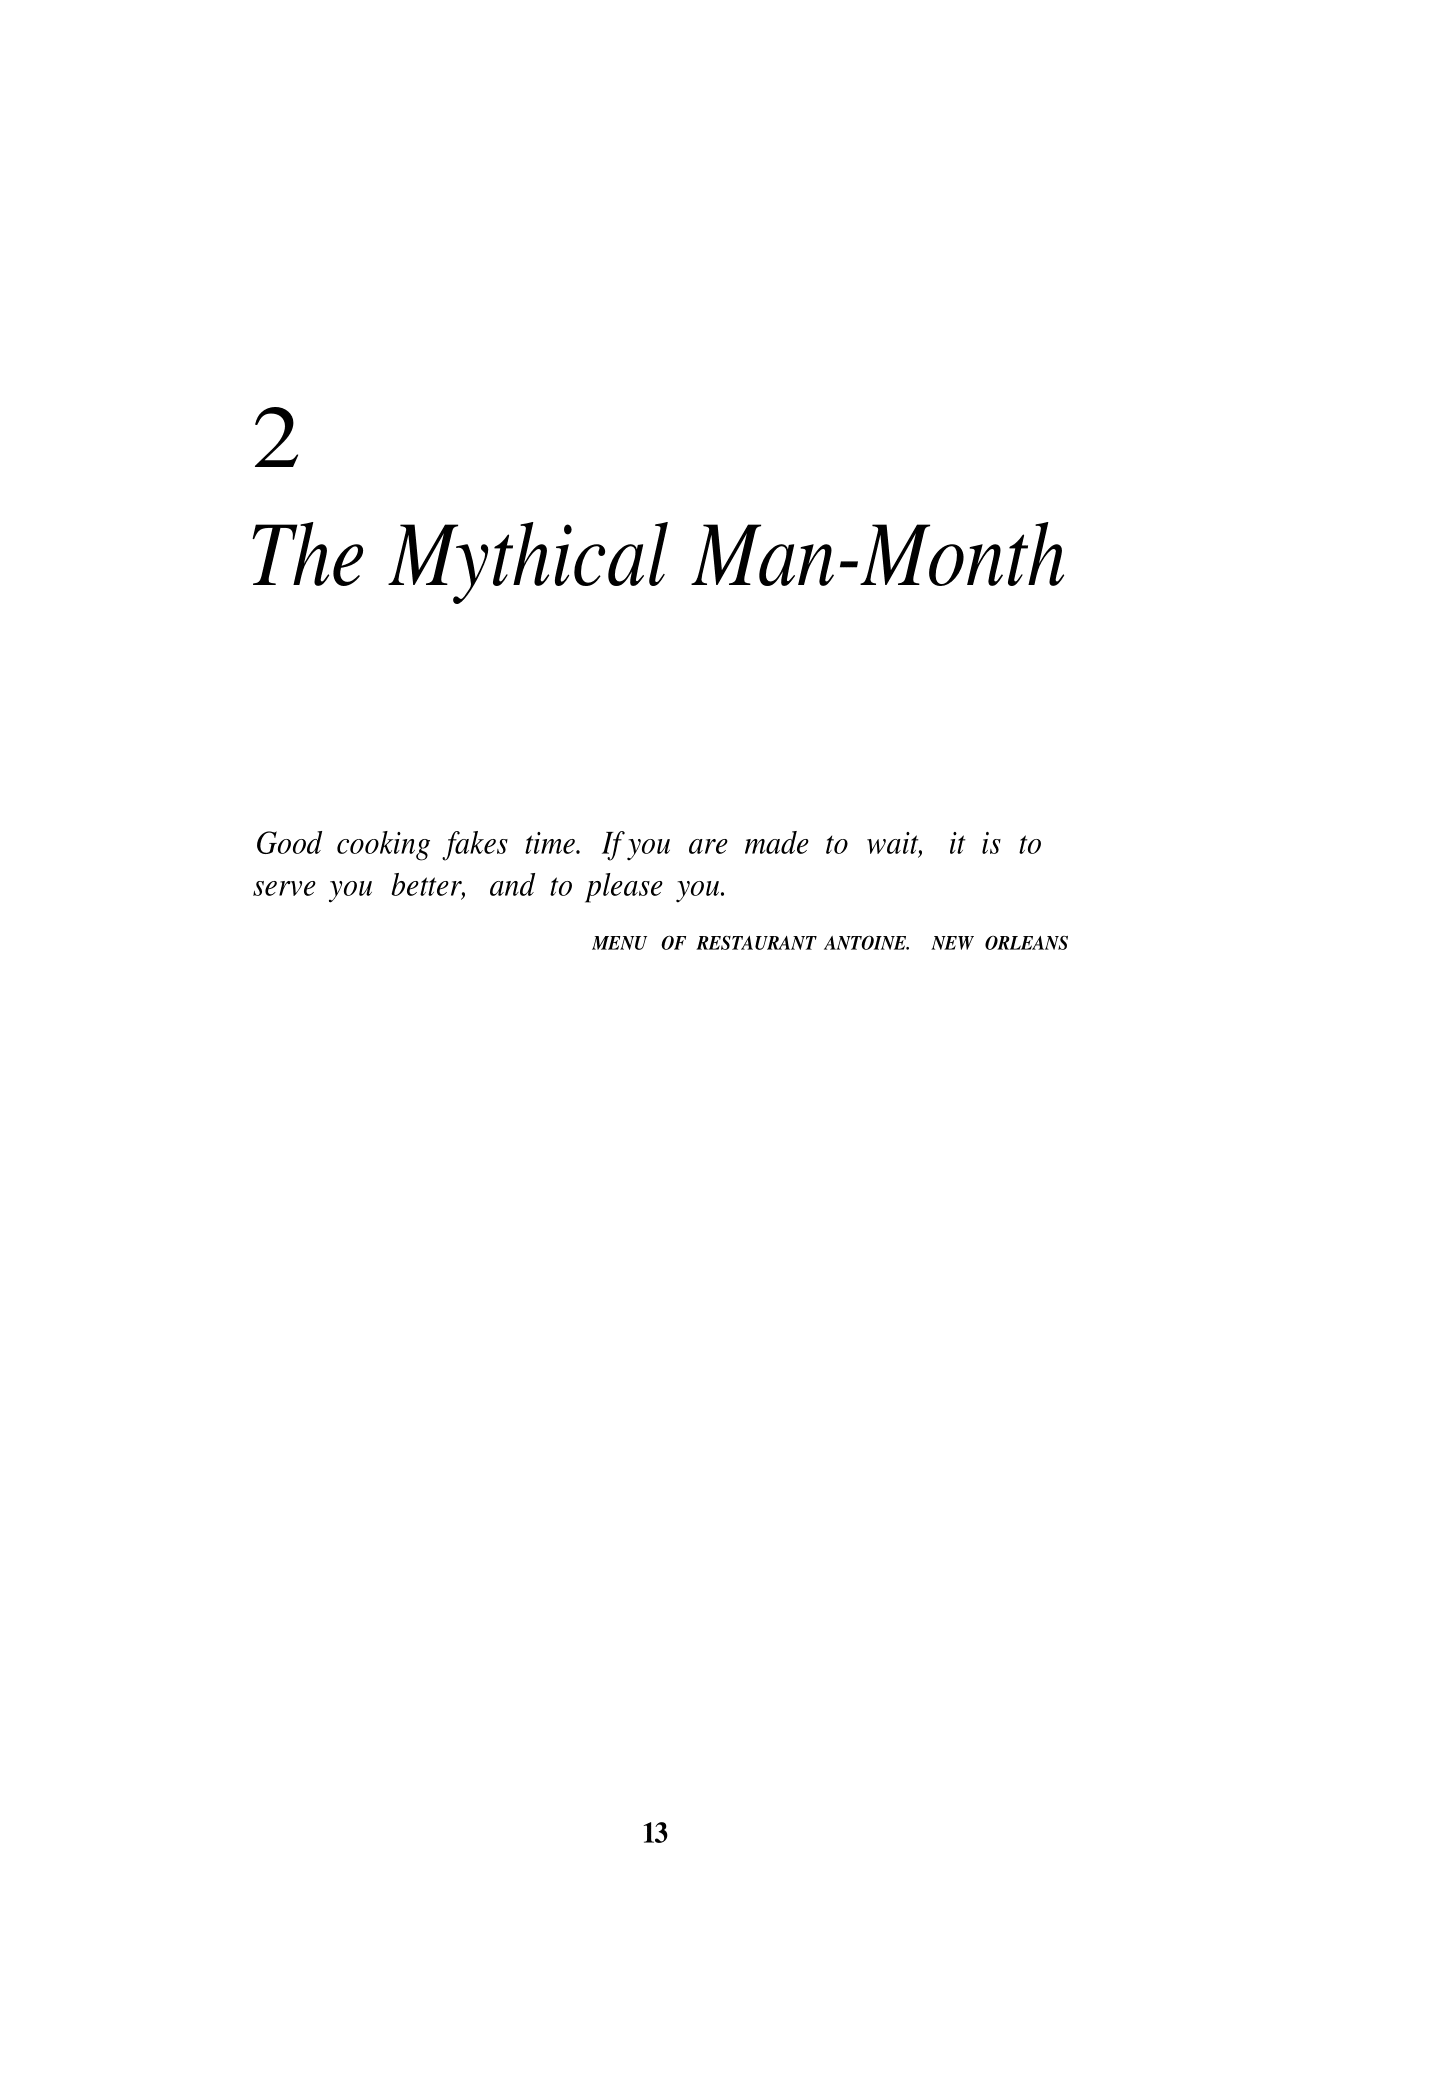 2
The Mythical Man-Month
Good cooking fakes time. If you are made to wait, it is to
serve you better, and to please you.
MENU OF RESTAURANT ANTOINE. NEW ORLEANS
13